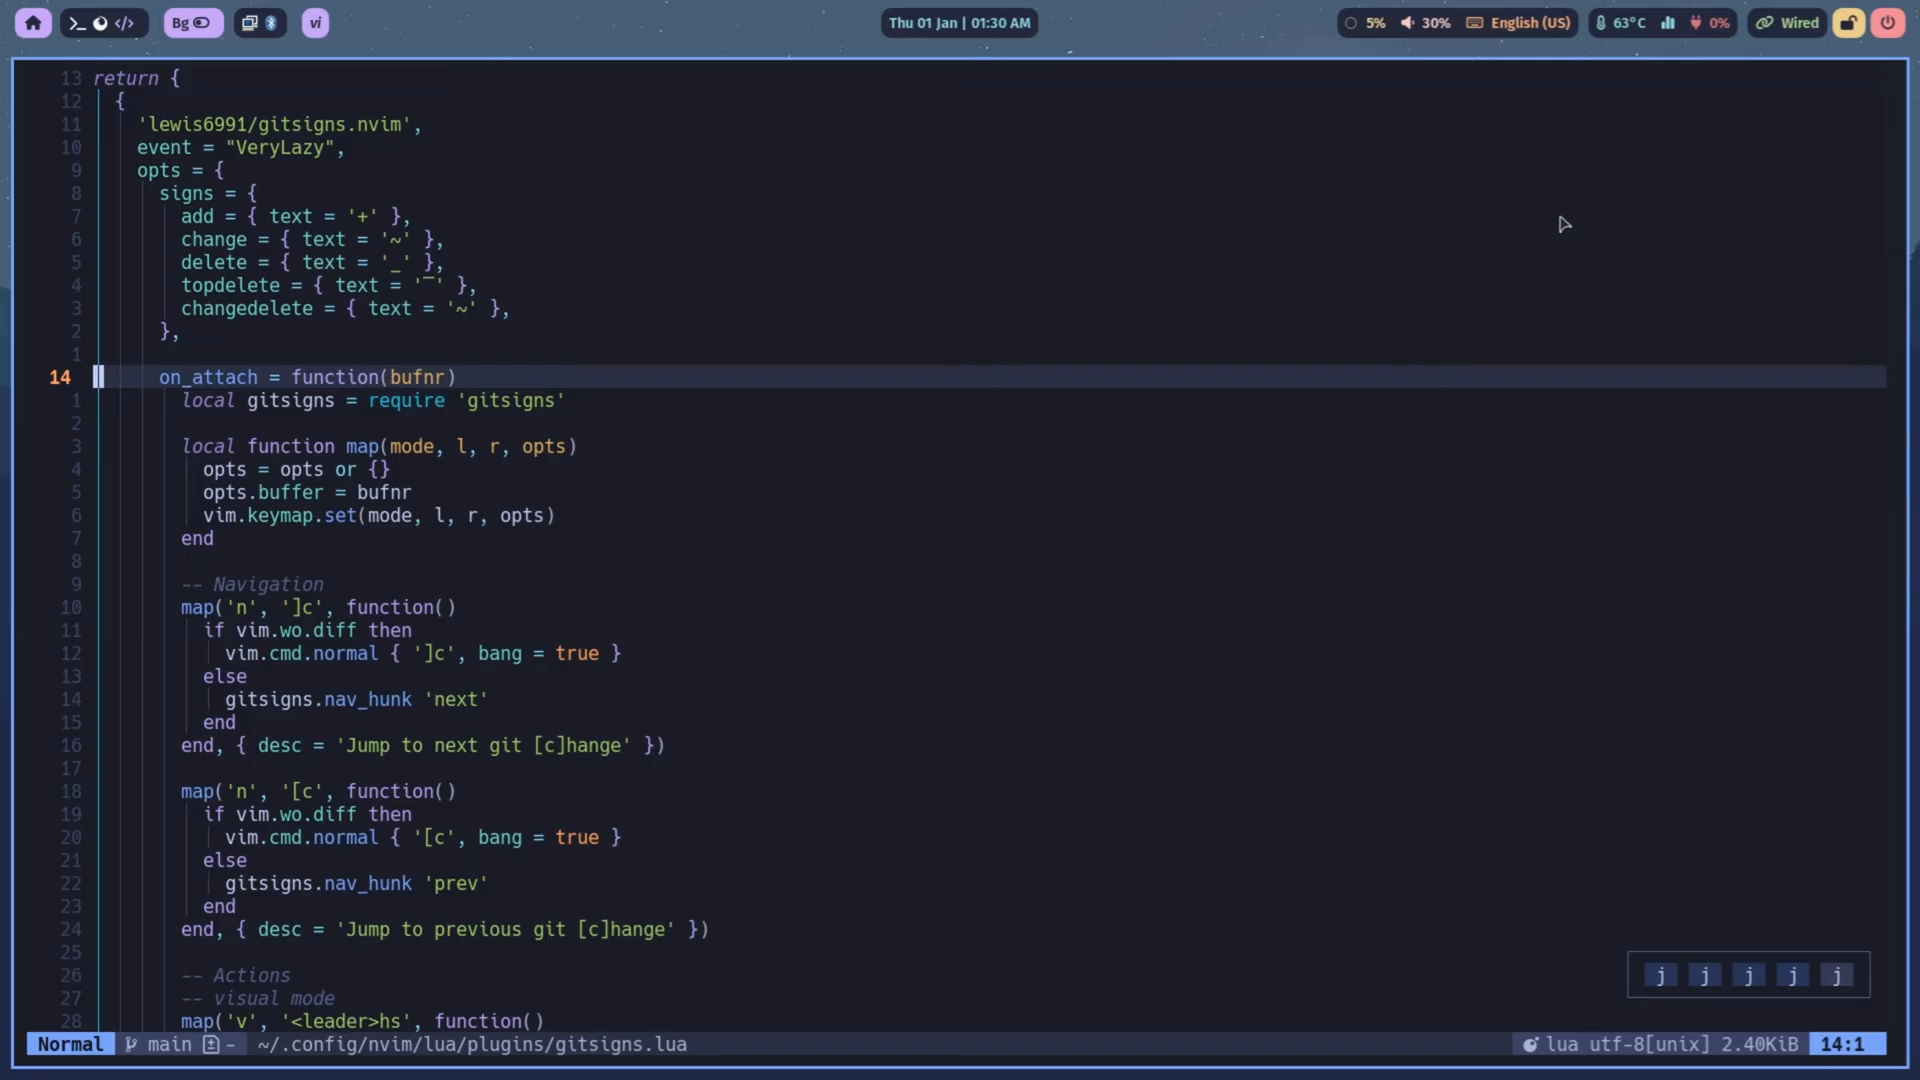 Bg
vi
Thu 01 Jan | 01:30 AM
5% 30% English (US)
63°C 0%
Wired
13 return {
12 {
11 'lewis6991/gitsigns.nvim',
10 event = "VeryLazy",
9 opts = {
8 signs = {
7 add = { text = '+' },
6 change = { text = '~' },
5 delete = { text = '_' },
4 topdelete = { text = '‾' },
3 changedelete = { text = '~' },
2 },
1
14 on_attach = function(bufnr)
1 local gitsigns = require 'gitsigns'
2
3 local function map(mode, l, r, opts)
4 opts = opts or {}
5 opts.buffer = bufnr
6 vim.keymap.set(mode, l, r, opts)
7 end
8
9 -- Navigation
10 map('n', ']c', function()
11 if vim.wo.diff then
12 vim.cmd.normal { ']c', bang = true }
13 else
14 gitsigns.nav_hunk 'next'
15 end
16 end, { desc = 'Jump to next git [c]hange' })
17
18 map('n', '[c', function()
19 if vim.wo.diff then
20 vim.cmd.normal { '[c', bang = true }
21 else
22 gitsigns.nav_hunk 'prev'
23 end
24 end, { desc = 'Jump to previous git [c]hange' })
25
26 -- Actions
27 -- visual mode
28 map('v', '<leader>hs', function()
j j j j j
Normal main - ~/.config/nvim/lua/plugins/gitsigns.lua lua utf-8[unix] 2.40KiB 14:1